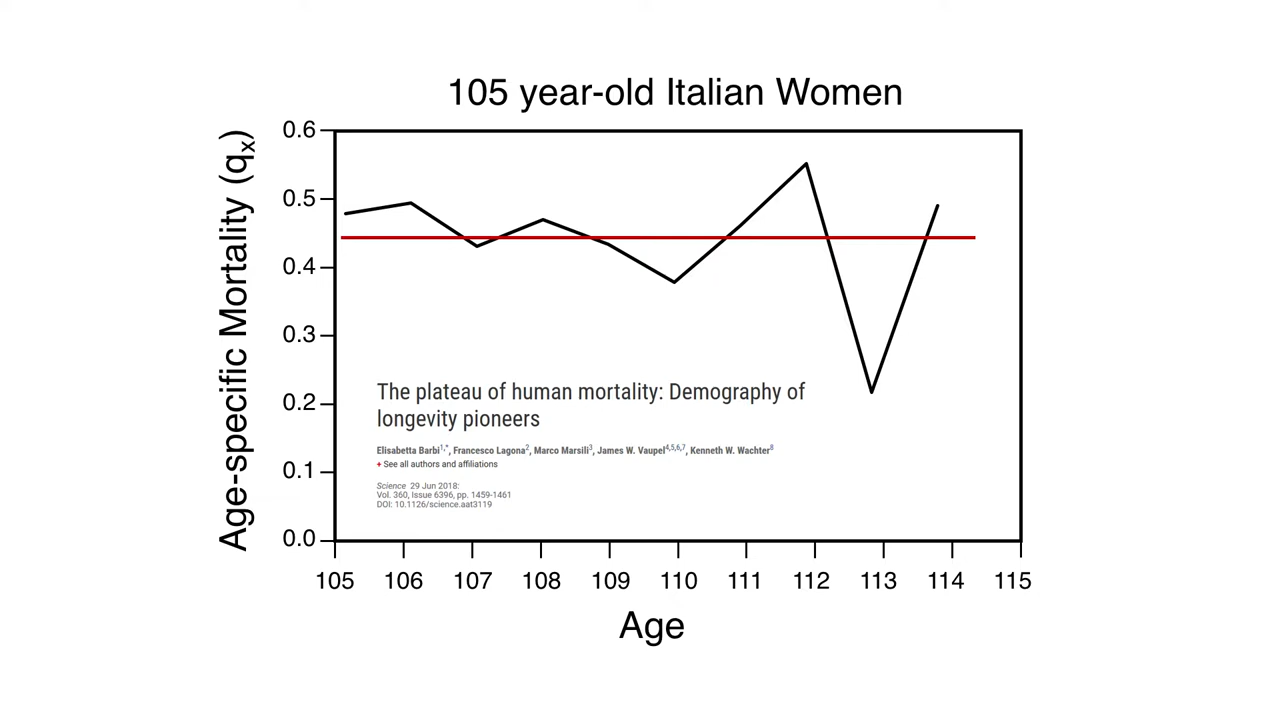 105 year-old Italian Women
Age-specific Mortality (qx)
0.6
0.5
0.4
0.3
0.2
0.1
0.0
The plateau of human mortality: Demography of
longevity pioneers
Elisabetta Barbi1,*, Francesco Lagona2, Marco Marsili3, James W. Vaupel4,5,6,7, Kenneth W. Wachter8
+ See all authors and affiliations
Science 29 Jun 2018:
Vol. 360, Issue 6396, pp. 1459-1461
DOI: 10.1126/science.aat3119
105 106 107 108 109 110 111 112 113 114 115
Age